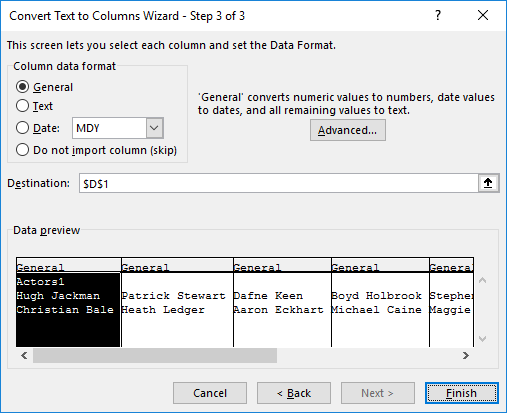 Convert Text to Columns Wizard - Step 3 of 3
This screen lets you select each column and set the Data Format.
Column data format
General
Text
Date: MDY
Do not import column (skip)
'General' converts numeric values to numbers, date values
to dates, and all remaining values to text.
Advanced...
Destination: $D$1
Data preview
General General General General General
Actors1
Hugh Jackman Patrick Stewart Dafne Keen Boyd Holbrook Stephen
Christian Bale Heath Ledger Aaron Eckhart Michael Caine Maggie
Cancel < Back Next > Finish